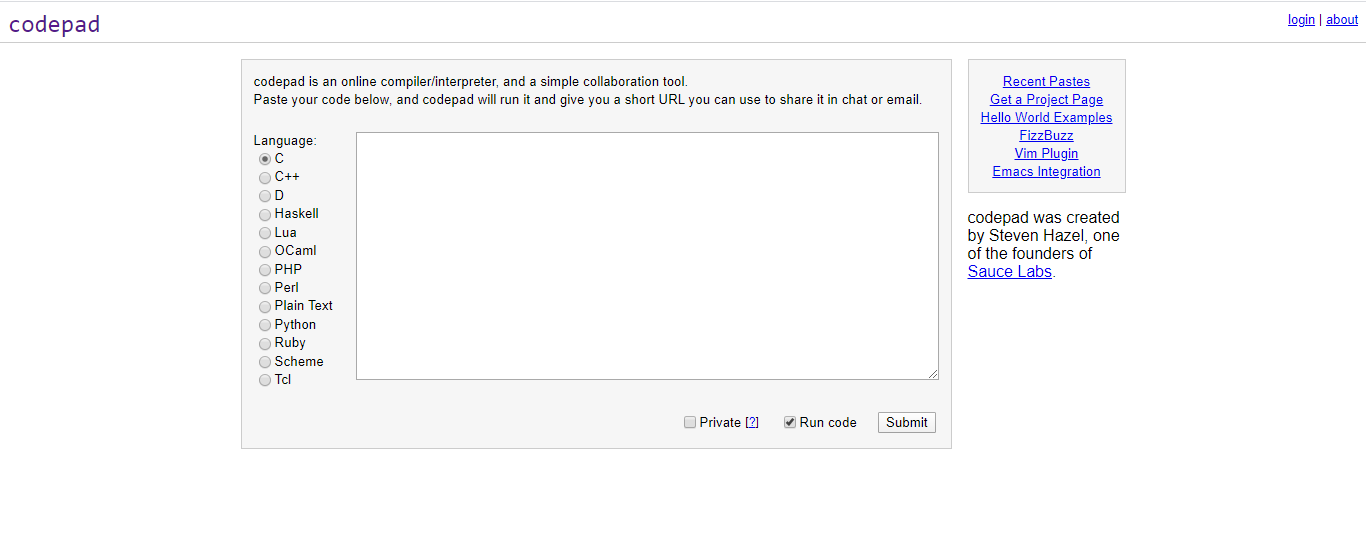 codepad
login | about
codepad is an online compiler/interpreter, and a simple collaboration tool.
Paste your code below, and codepad will run it and give you a short URL you can use to share it in chat or email.
Language:
C
C++
D
Haskell
Lua
OCaml
PHP
Perl
Plain Text
Python
Ruby
Scheme
Tcl
Private [?]
Run code
Submit
Recent Pastes
Get a Project Page
Hello World Examples
FizzBuzz
Vim Plugin
Emacs Integration
codepad was created
by Steven Hazel, one
of the founders of
Sauce Labs.